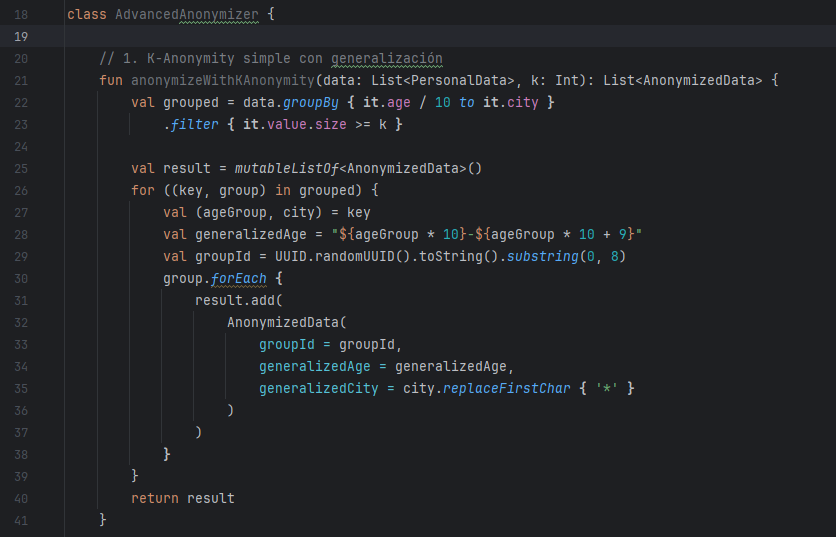 18 class AdvancedAnonymizer {
19
20 // 1. K-Anonymity simple con generalización
21 fun anonymizeWithKAnonymity(data: List<PersonalData>, k: Int): List<AnonymizedData> {
22 val grouped = data.groupBy { it.age / 10 to it.city }
23 .filter { it.value.size >= k }
24
25 val result = mutableListOf<AnonymizedData>()
26 for ((key, group) in grouped) {
27 val (ageGroup, city) = key
28 val generalizedAge = "${ageGroup * 10}-${ageGroup * 10 + 9}"
29 val groupId = UUID.randomUUID().toString().substring(0, 8)
30 group.forEach {
31 result.add(
32 AnonymizedData(
33 groupId = groupId,
34 generalizedAge = generalizedAge,
35 generalizedCity = city.replaceFirstChar { '*' }
36 )
37 )
38 }
39 }
40 return result
41 }